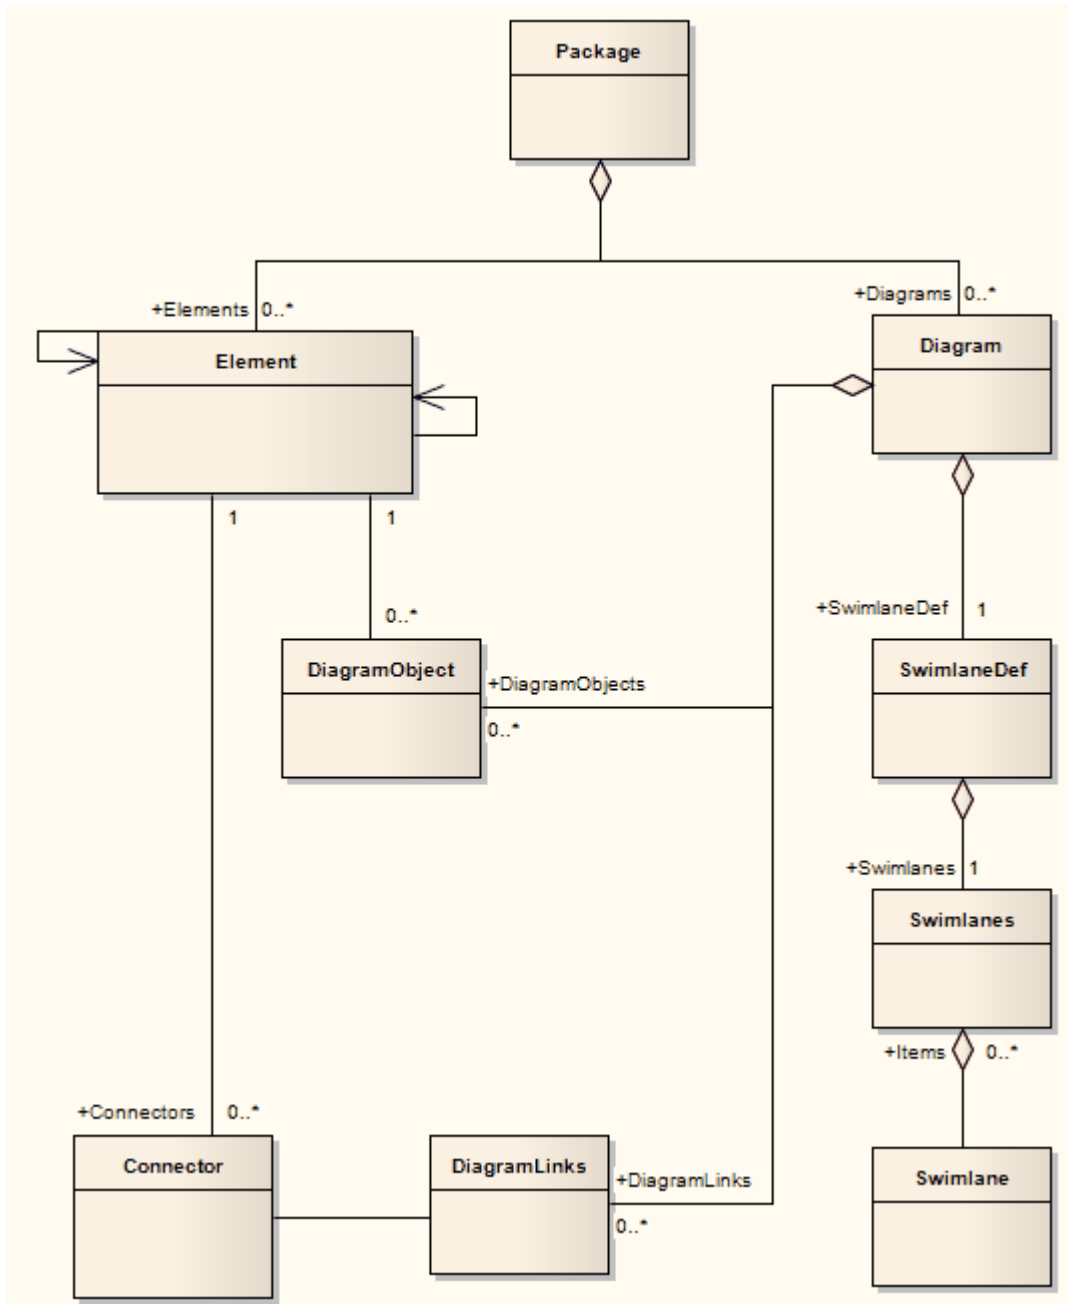 Package
+Elements 0..*
+Diagrams 0..*
Element
Diagram
1
1
+SwimlaneDef 1
0..*
DiagramObject
+DiagramObjects
0..*
SwimlaneDef
+Swimlanes 1
Swimlanes
+Items 0..*
+Connectors 0..*
Connector
DiagramLinks
+DiagramLinks
0..*
Swimlane